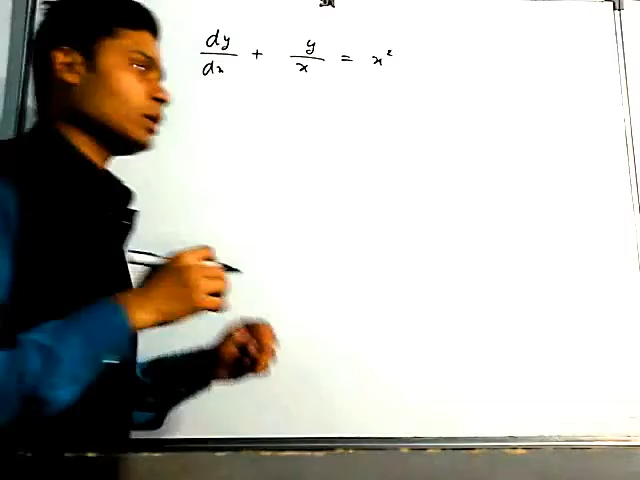 dy/dx + y/x = x²